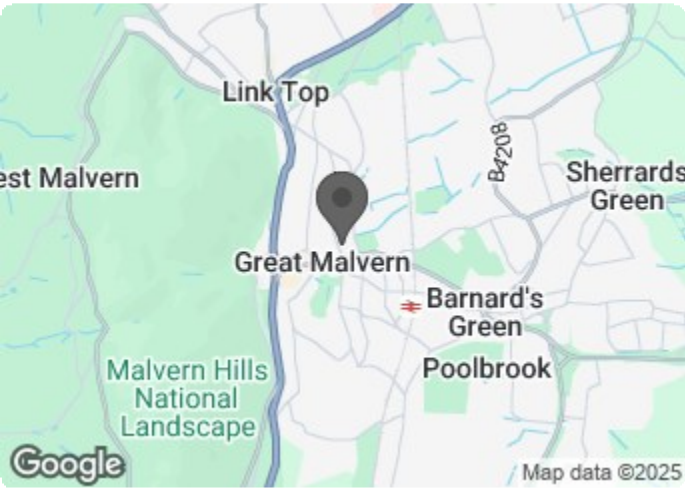 Link Top
B4208
est Malvern
Sherrards
Green
Great Malvern
Barnard's
Green
Malvern Hills
National
Landscape
Poolbrook
Google
Map data ©2025